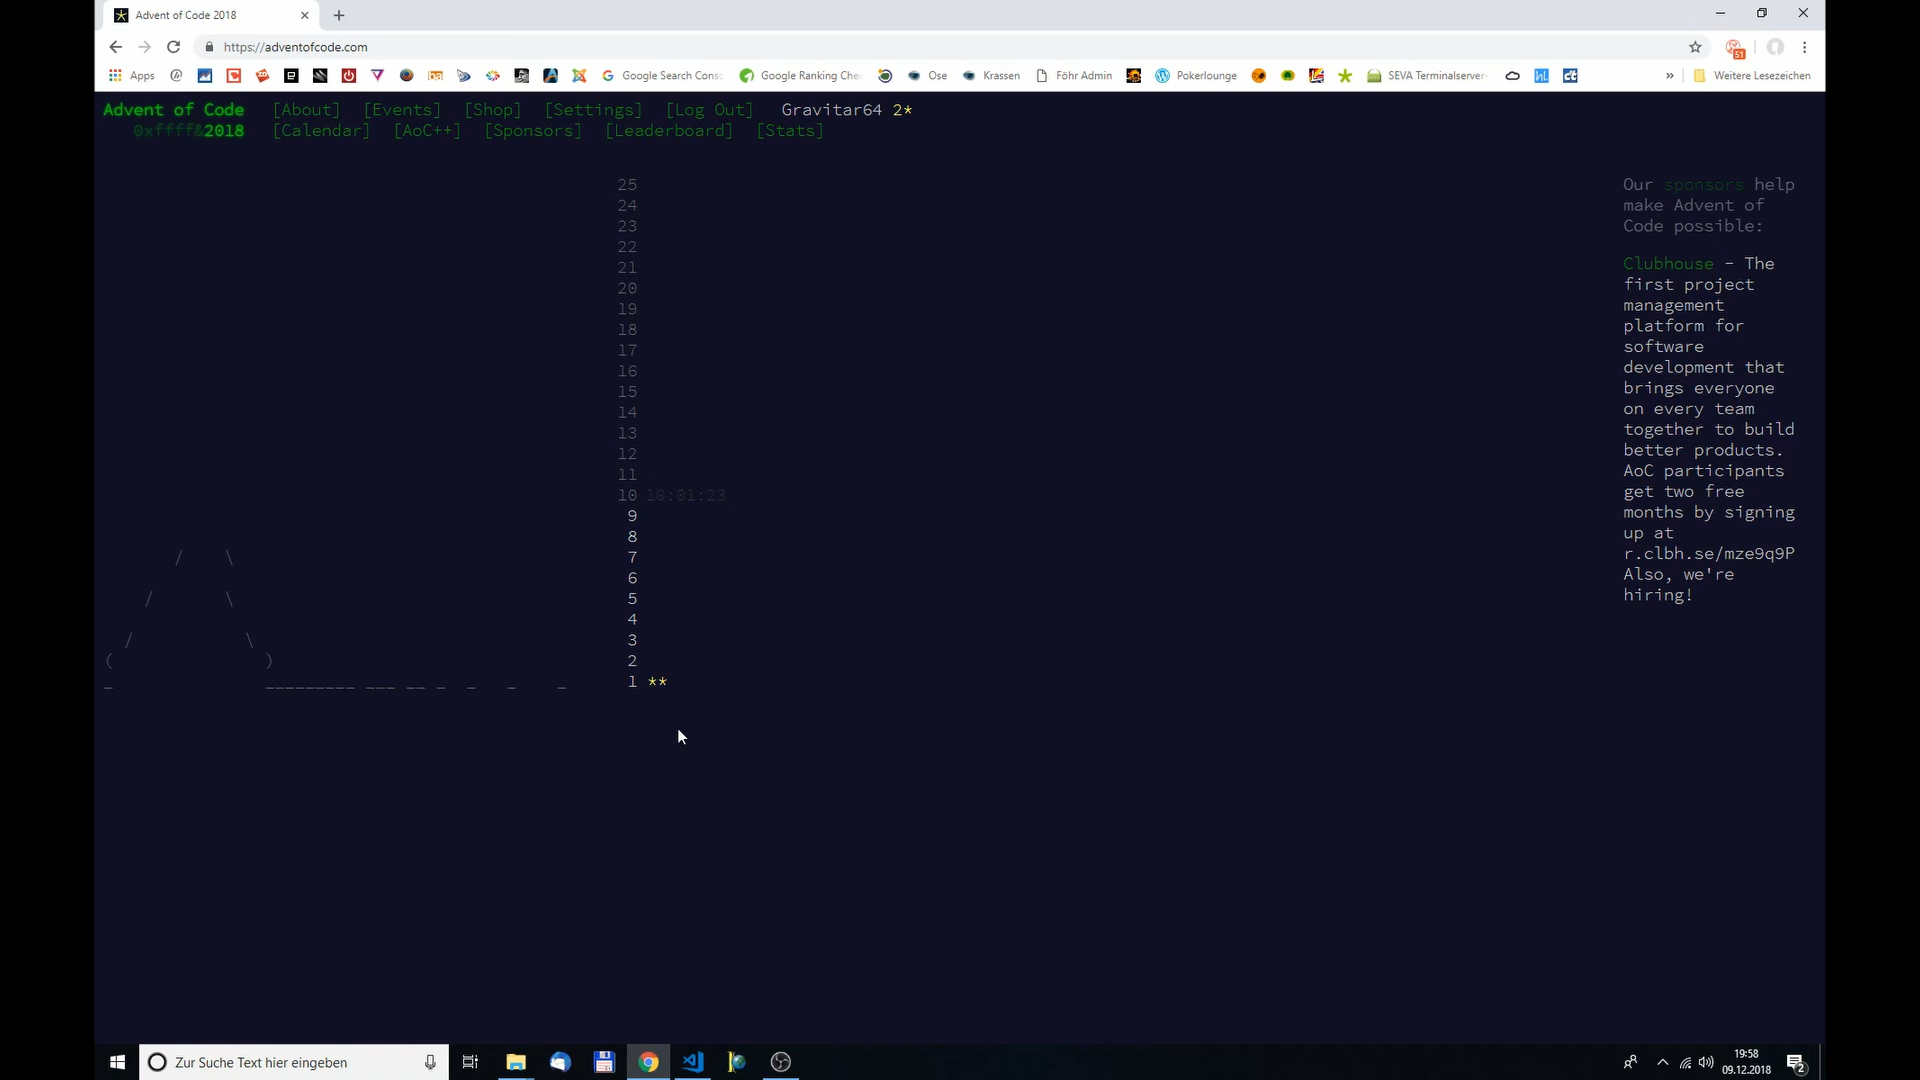 Advent of Code 2018
https://adventofcode.com
Apps
Google Search Cons
Google Ranking Che
Ose
Krassen
Föhr Admin
Pokerlounge
SEVA Terminalserver
»
Weitere Lesezeichen
51
Advent of Code [About] [Events] [Shop] [Settings] [Log Out] Gravitar64 2*
0xffff&2018 [Calendar] [AoC++] [Sponsors] [Leaderboard] [Stats]
25
24
23
22
21
20
19
18
17
16
15
14
13
12
11
10 10:01:23
9
8
7
6
5
4
3
2
1 **
Our sponsors help
make Advent of
Code possible:
Clubhouse - The
first project
management
platform for
software
development that
brings everyone
on every team
together to build
better products.
AoC participants
get two free
months by signing
up at
r.clbh.se/mze9q9P
Also, we're
hiring!
Zur Suche Text hier eingeben
19:58
09.12.2018
2